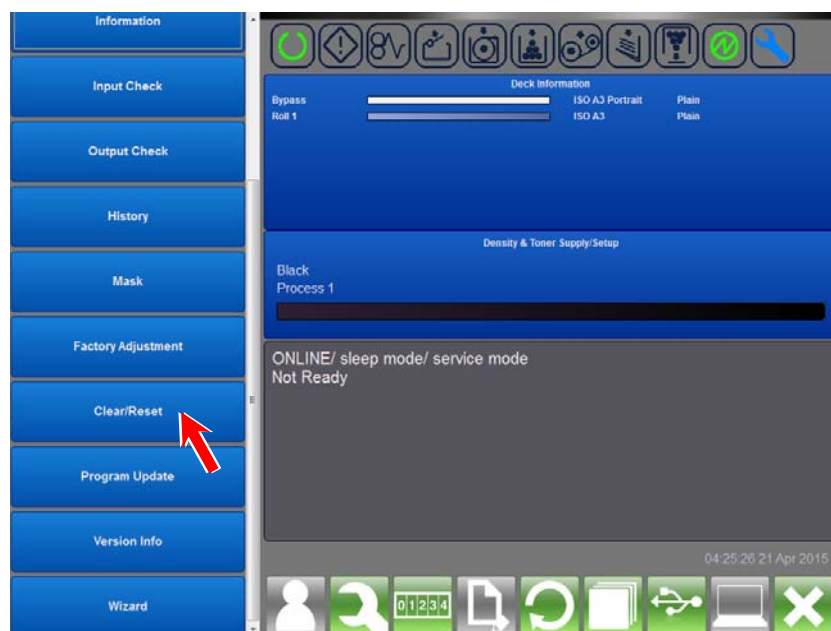 Information
Input Check
Output Check
History
Mask
Factory Adjustment
Clear/Reset
Program Update
Version Info
Wizard
Deck Information
Bypass ISO A3 Portrait Plain
Roll 1 ISO A3 Plain
Density & Toner Supply/Setup
Black
Process 1
ONLINE/ sleep mode/ service mode
Not Ready
04:25:26 21 Apr 2015
01234